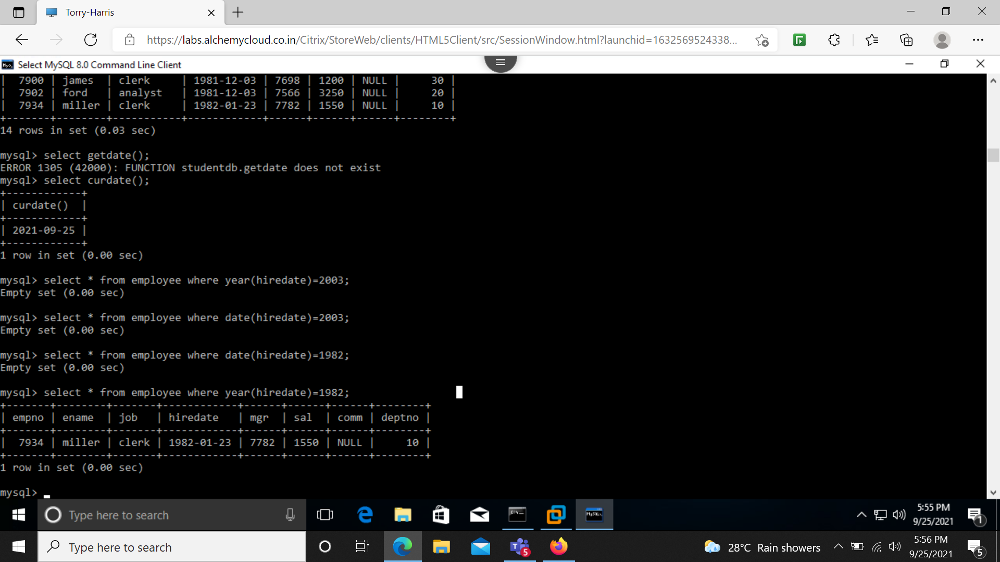 Torry-Harris
https://labs.alchemycloud.co.in/Citrix/StoreWeb/clients/HTML5Client/src/SessionWindow.html?launchid=1632569524338...
Select MySQL 8.0 Command Line Client
|  7900 | james  | clerk     | 1981-12-03 | 7698 | 1200 | NULL |     30 |
|  7902 | ford   | analyst   | 1981-12-03 | 7566 | 3250 | NULL |     20 |
|  7934 | miller | clerk     | 1982-01-23 | 7782 | 1550 | NULL |     10 |
+-------+--------+-----------+------------+------+------+------+--------+
14 rows in set (0.03 sec)
mysql> select getdate();
ERROR 1305 (42000): FUNCTION studentdb.getdate does not exist
mysql> select curdate();
+------------+
| curdate()  |
+------------+
| 2021-09-25 |
+------------+
1 row in set (0.00 sec)
mysql> select * from employee where year(hiredate)=2003;
Empty set (0.00 sec)
mysql> select * from employee where date(hiredate)=2003;
Empty set (0.00 sec)
mysql> select * from employee where date(hiredate)=1982;
Empty set (0.00 sec)
mysql> select * from employee where year(hiredate)=1982;
+-------+--------+-------+------------+------+------+------+--------+
| empno | ename  | job   | hiredate   | mgr  | sal  | comm | deptno |
+-------+--------+-------+------------+------+------+------+--------+
|  7934 | miller | clerk | 1982-01-23 | 7782 | 1550 | NULL |     10 |
+-------+--------+-------+------------+------+------+------+--------+
1 row in set (0.00 sec)
mysql> _
Type here to search
5:55 PM
9/25/2021
1
Type here to search
5
28°C Rain showers
5:56 PM
9/25/2021
5